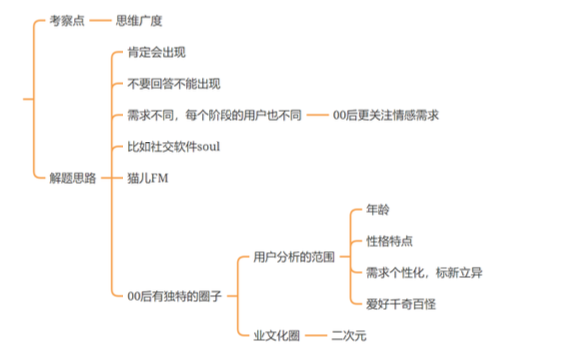 考察点
思维广度
解题思路
肯定会出现
不要回答不能出现
需求不同，每个阶段的用户也不同
00后更关注情感需求
比如社交软件soul
猫儿FM
00后有独特的圈子
用户分析的范围
年龄
性格特点
需求个性化，标新立异
爱好千奇百怪
业文化圈
二次元